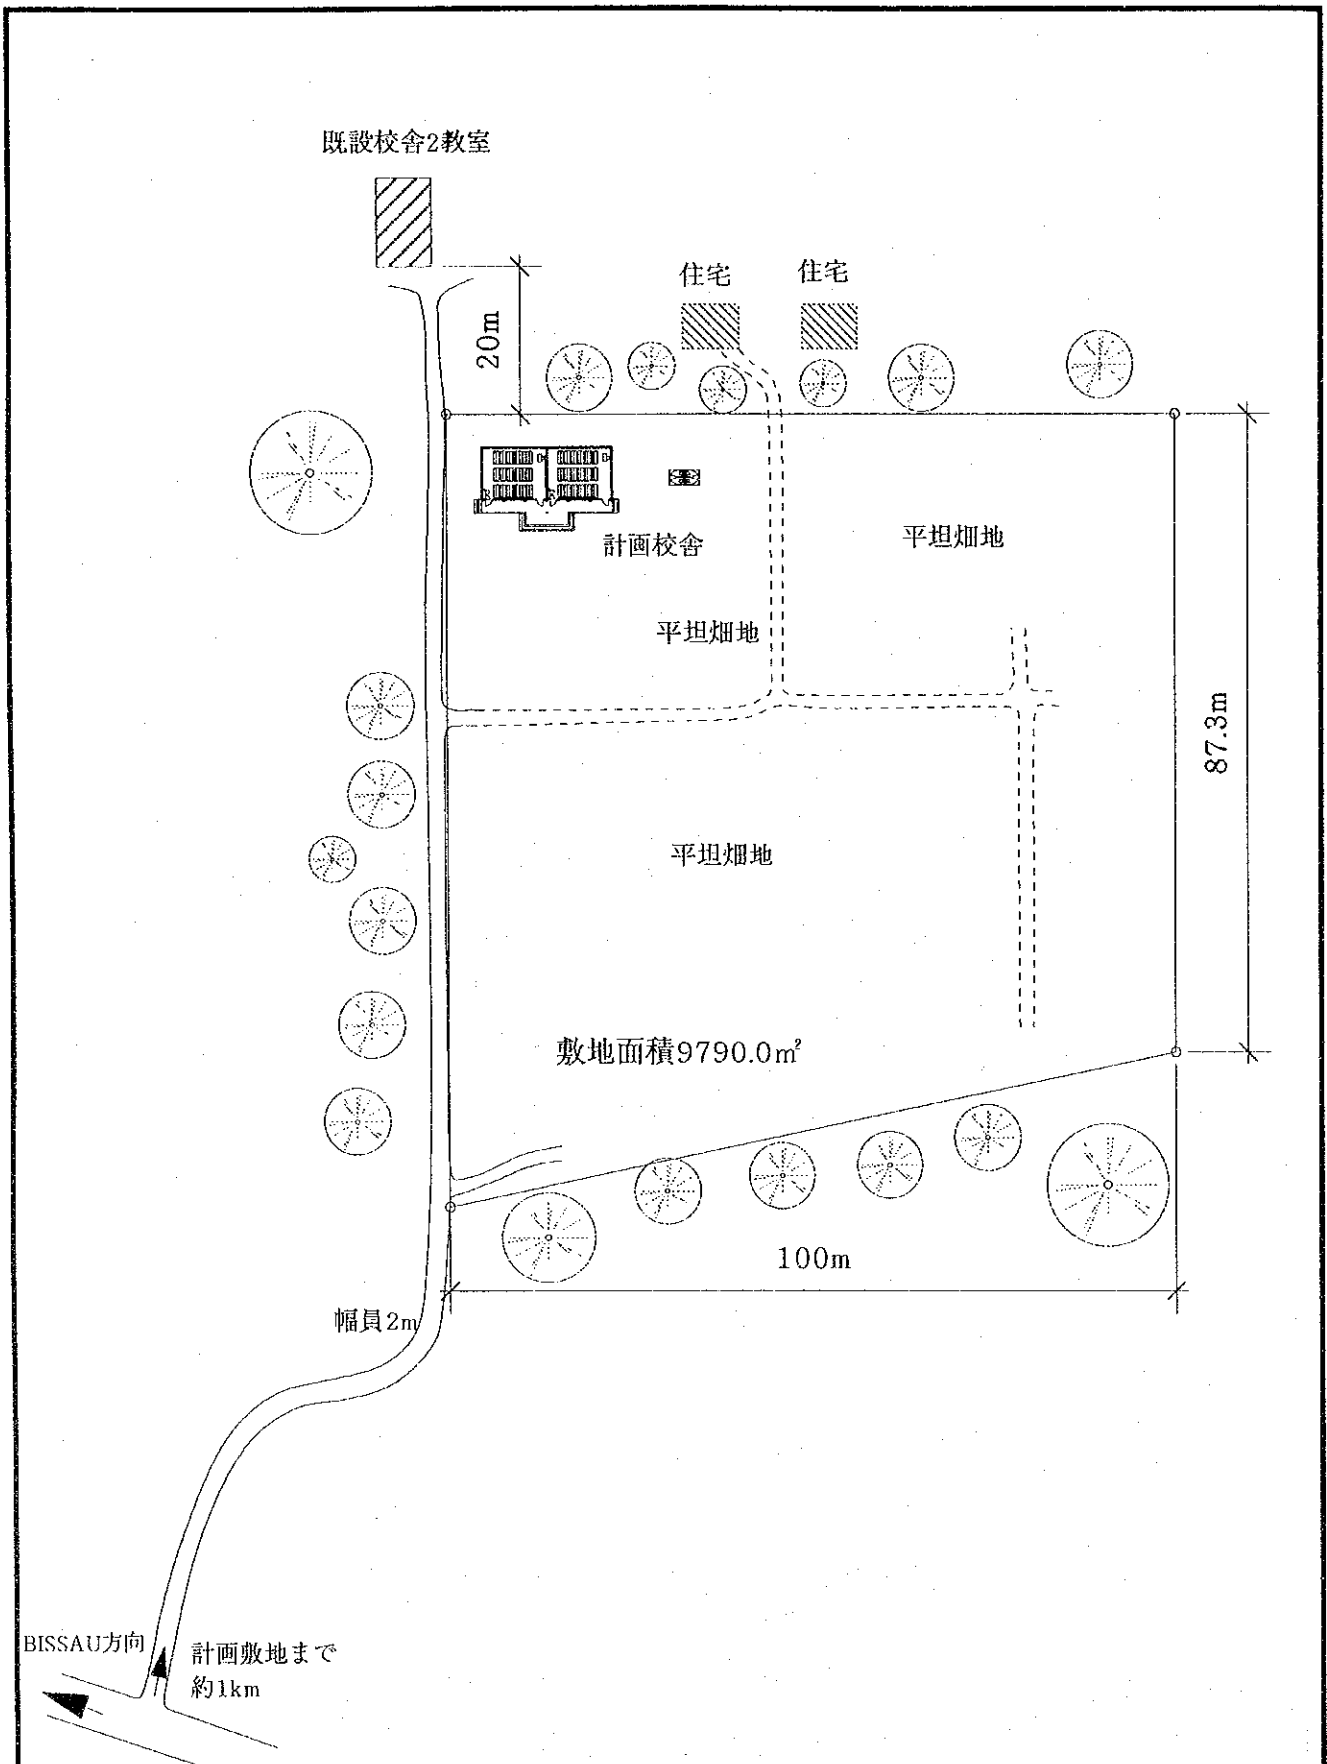 既設校舎2教室
住宅
住宅
20m
計画校舎
平坦畑地
平坦畑地
87.3m
平坦畑地
敷地面積9790.0㎡
100m
幅員2m
BISSAU方向
計画敷地まで
約1km